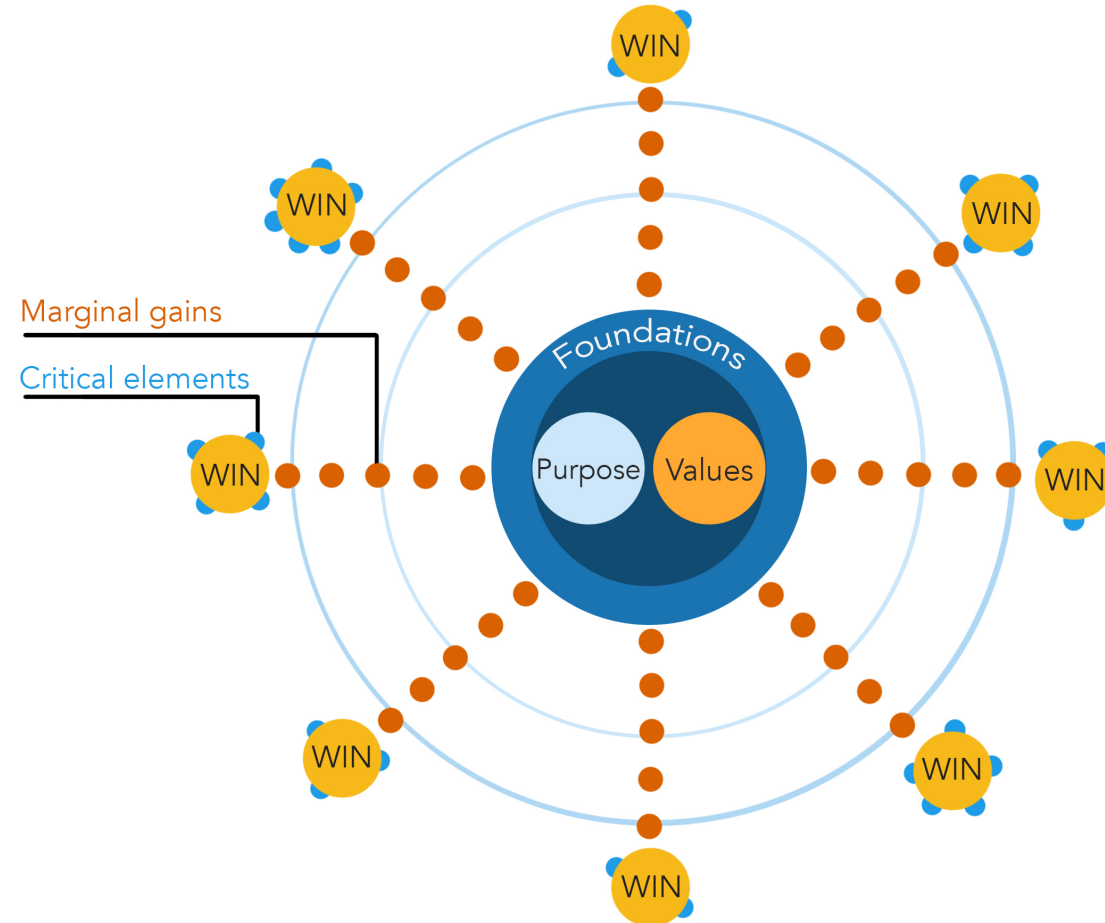 WIN
WIN
WIN
Marginal gains
Foundations
Critical elements
WIN
Purpose
Values
WIN
WIN
WIN
WIN